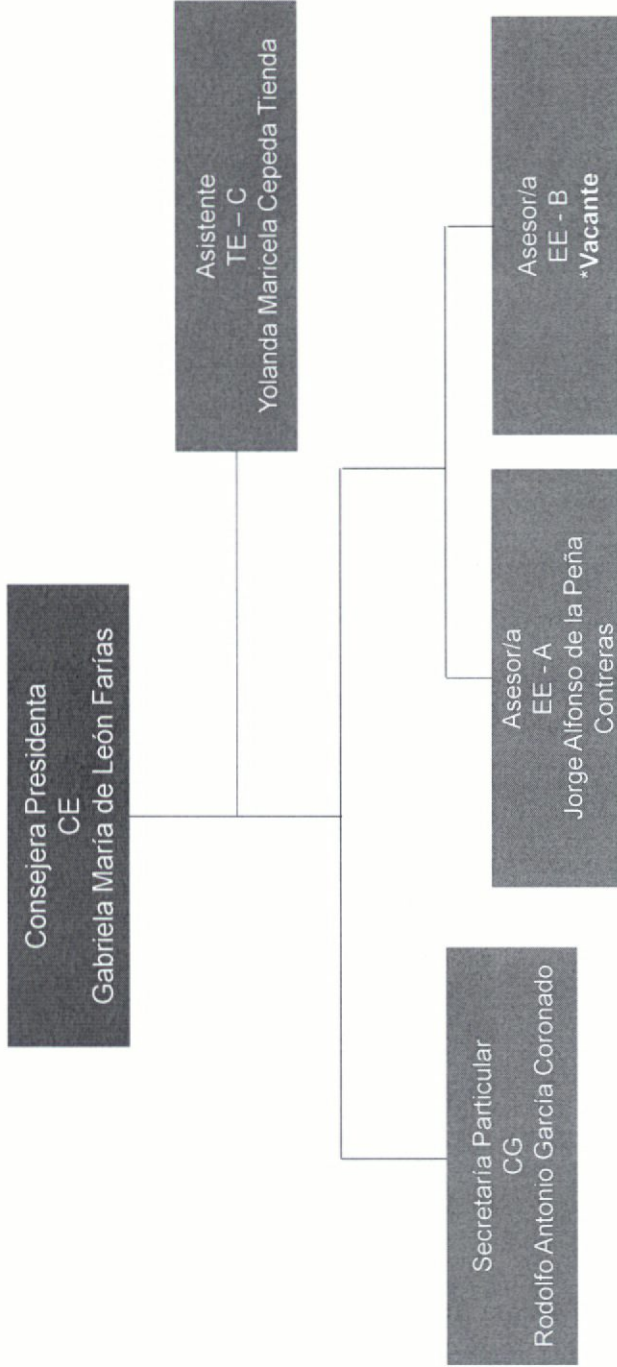 Consejera Presidenta
CE
Gabriela María de León Farías
Asistente
TE – C
Yolanda Maricela Cepeda Tienda
Secretaría Particular
CG
Rodolfo Antonio García Coronado
Asesor/a
EE - A
Jorge Alfonso de la Peña
Contreras
Asesor/a
EE - B
*Vacante